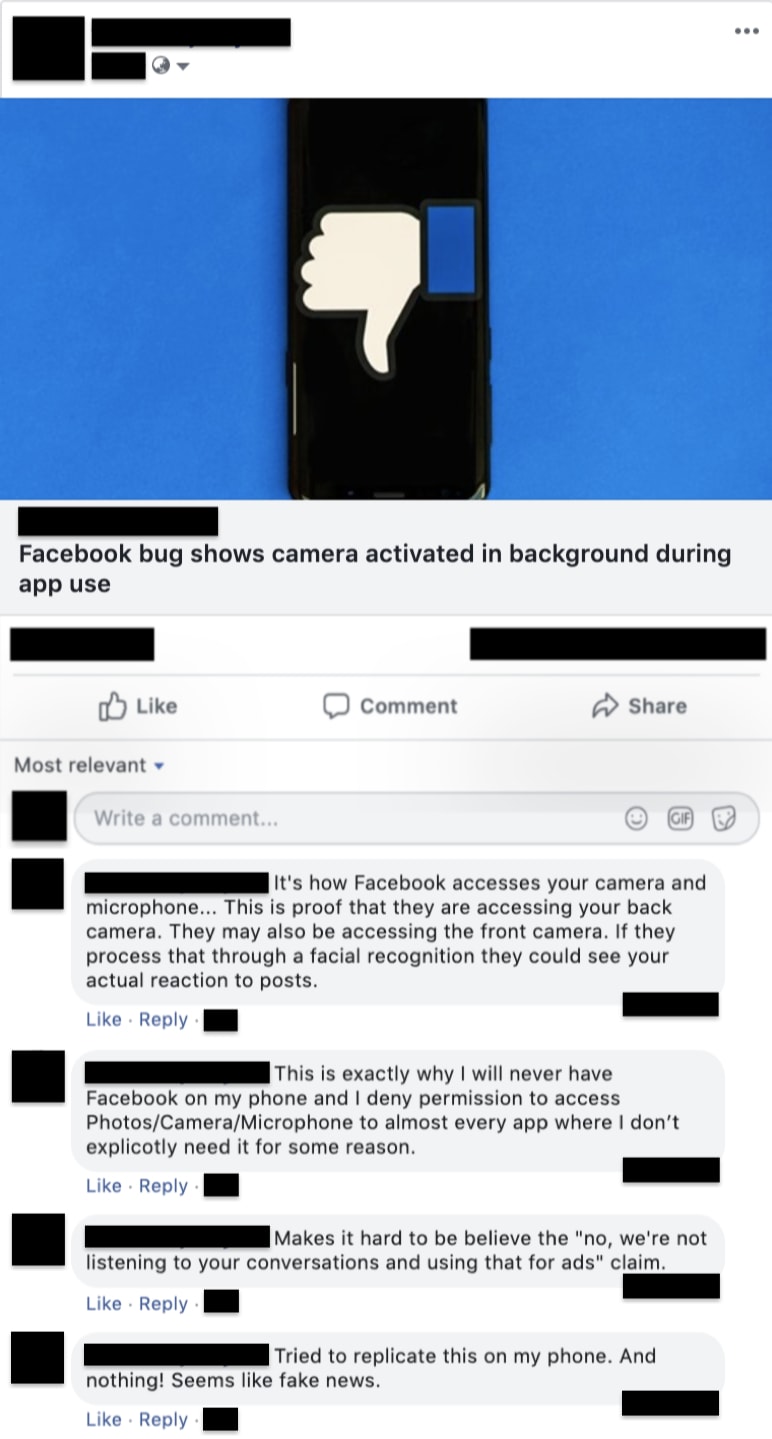 Facebook bug shows camera activated in background during
app use
Like
Comment
Share
Most relevant
Write a comment...
GIF
It's how Facebook accesses your camera and
microphone... This is proof that they are accessing your back
camera. They may also be accessing the front camera. If they
process that through a facial recognition they could see your
actual reaction to posts.
Like · Reply ·
This is exactly why I will never have
Facebook on my phone and I deny permission to access
Photos/Camera/Microphone to almost every app where I don't
explicotly need it for some reason.
Like · Reply ·
Makes it hard to be believe the "no, we're not
listening to your conversations and using that for ads" claim.
Like · Reply ·
Tried to replicate this on my phone. And
nothing! Seems like fake news.
Like · Reply ·